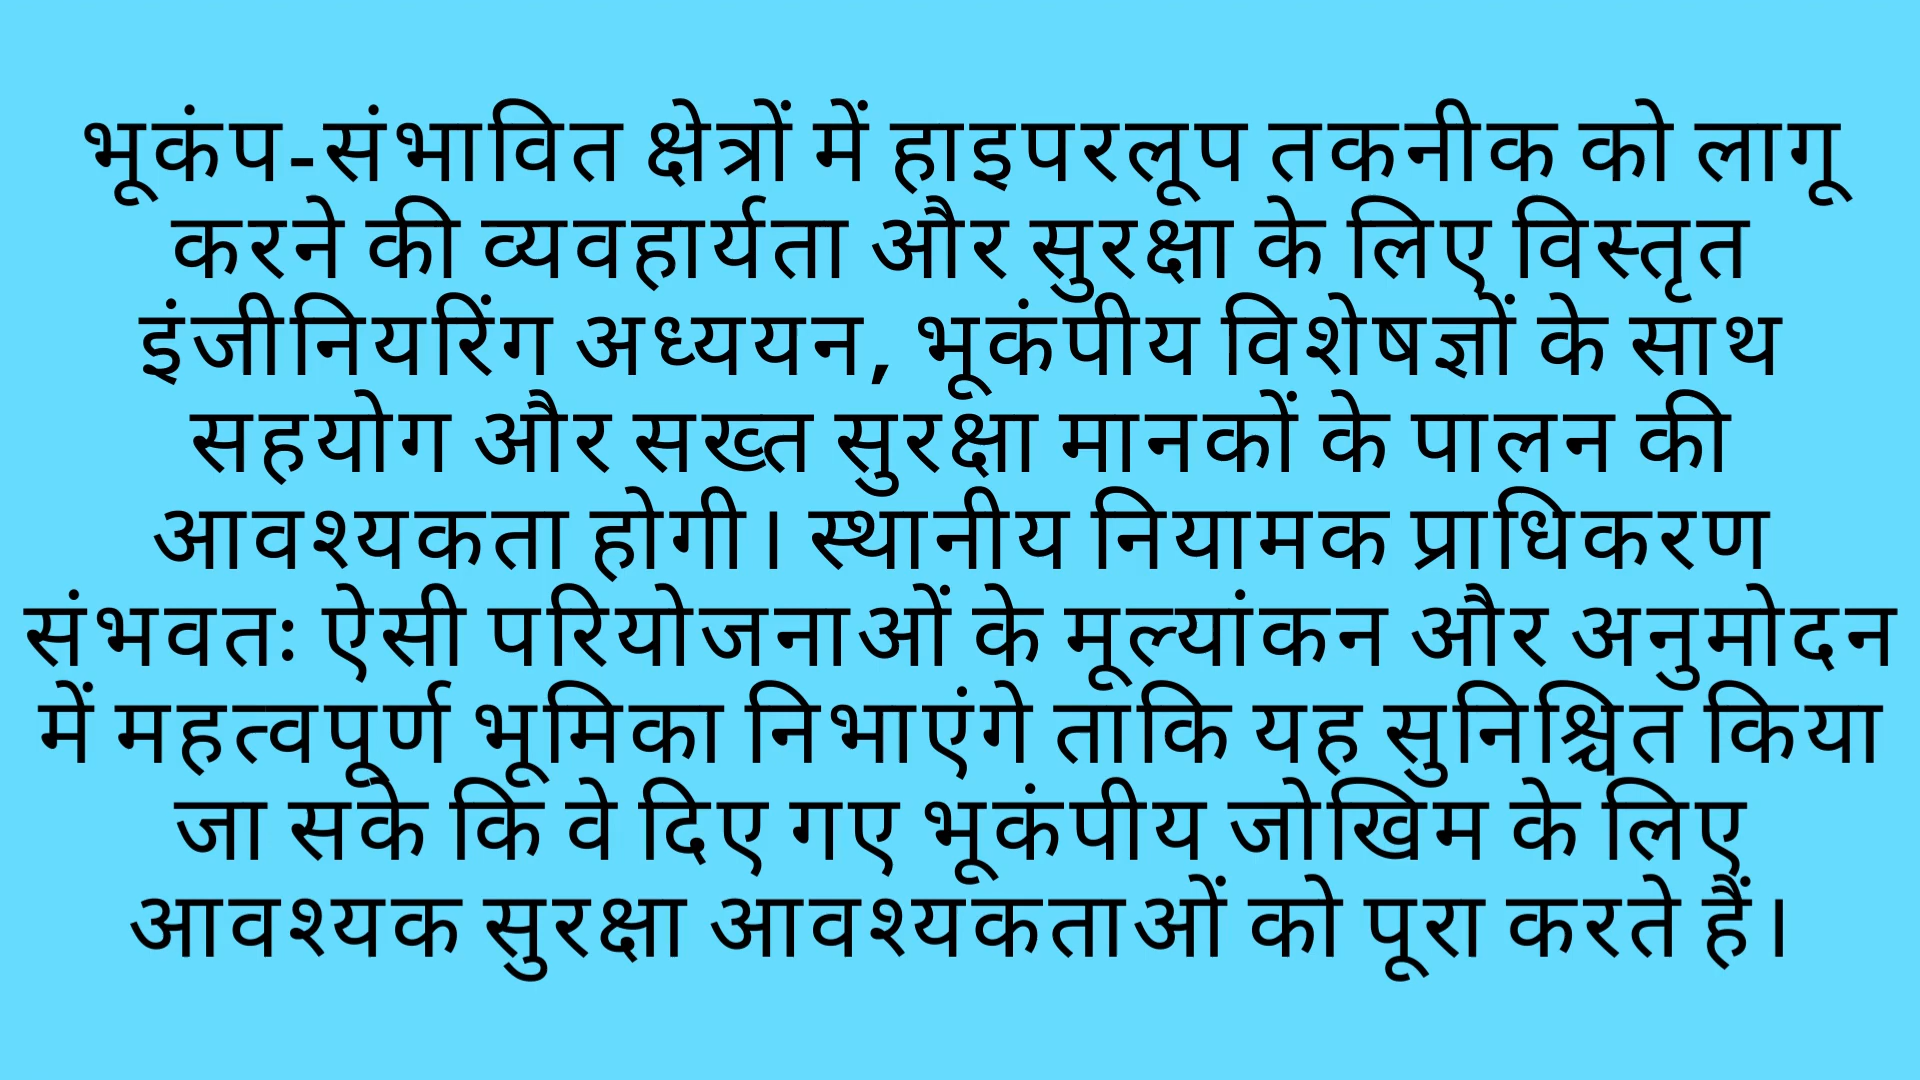 भूकंप-संभावित क्षेत्रों में हाइपरलूप तकनीक को लागू
करने की व्यवहार्यता और सुरक्षा के लिए विस्तृत
इंजीनियरिंग अध्ययन, भूकंपीय विशेषज्ञों के साथ
सहयोग और सख्त सुरक्षा मानकों के पालन की
आवश्यकता होगी। स्थानीय नियामक प्राधिकरण
संभवतः ऐसी परियोजनाओं के मूल्यांकन और अनुमोदन
में महत्वपूर्ण भूमिका निभाएंगे ताकि यह सुनिश्चित किया
जा सके कि वे दिए गए भूकंपीय जोखिम के लिए
आवश्यक सुरक्षा आवश्यकताओं को पूरा करते हैं।